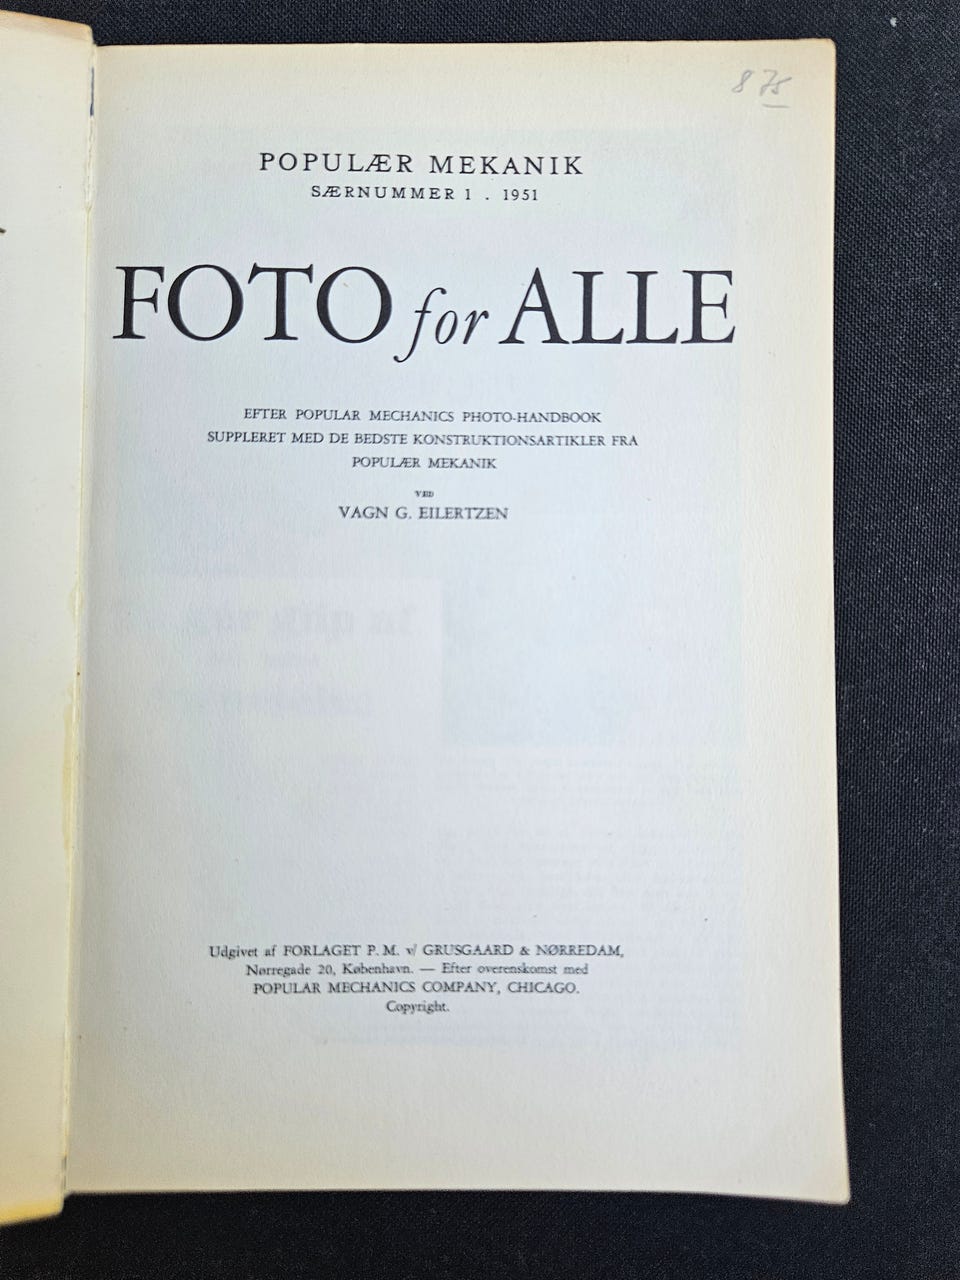 8 75
POPULÆR MEKANIK
SÆRNUMMER 1 . 1951
FOTO for ALLE
EFTER POPULAR MECHANICS PHOTO-HANDBOOK
SUPPLERET MED DE BEDSTE KONSTRUKTIONSARTIKLER FRA
POPULÆR MEKANIK
VED
VAGN G. EILERTZEN
Udgivet af FORLAGET P. M. v/ GRUSGAARD & NØRREDAM,
Nørregade 20, København. — Efter overenskomst med
POPULAR MECHANICS COMPANY, CHICAGO.
Copyright.